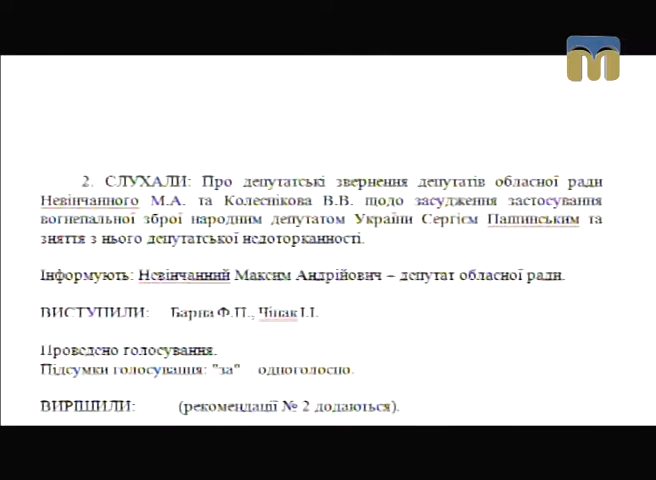 2. СЛУХАЛИ: Про депутатські звернення депутатів обласної ради
Невінчанного М.А. та Колеснікова В.В. щодо засудження застосування
вогнепальної зброї народним депутатом України Сергієм Пашинським та
зняття з нього депутатської недоторканності.
Інформують: Невінчанний Максим Андрійович – депутат обласної ради.
ВИСТУПИЛИ: Барна Ф.П., Чінак І.І.
Проведено голосування.
Підсумки голосування: "за" одноголосно.
ВИРІШИЛИ: (рекомендації № 2 додаються).